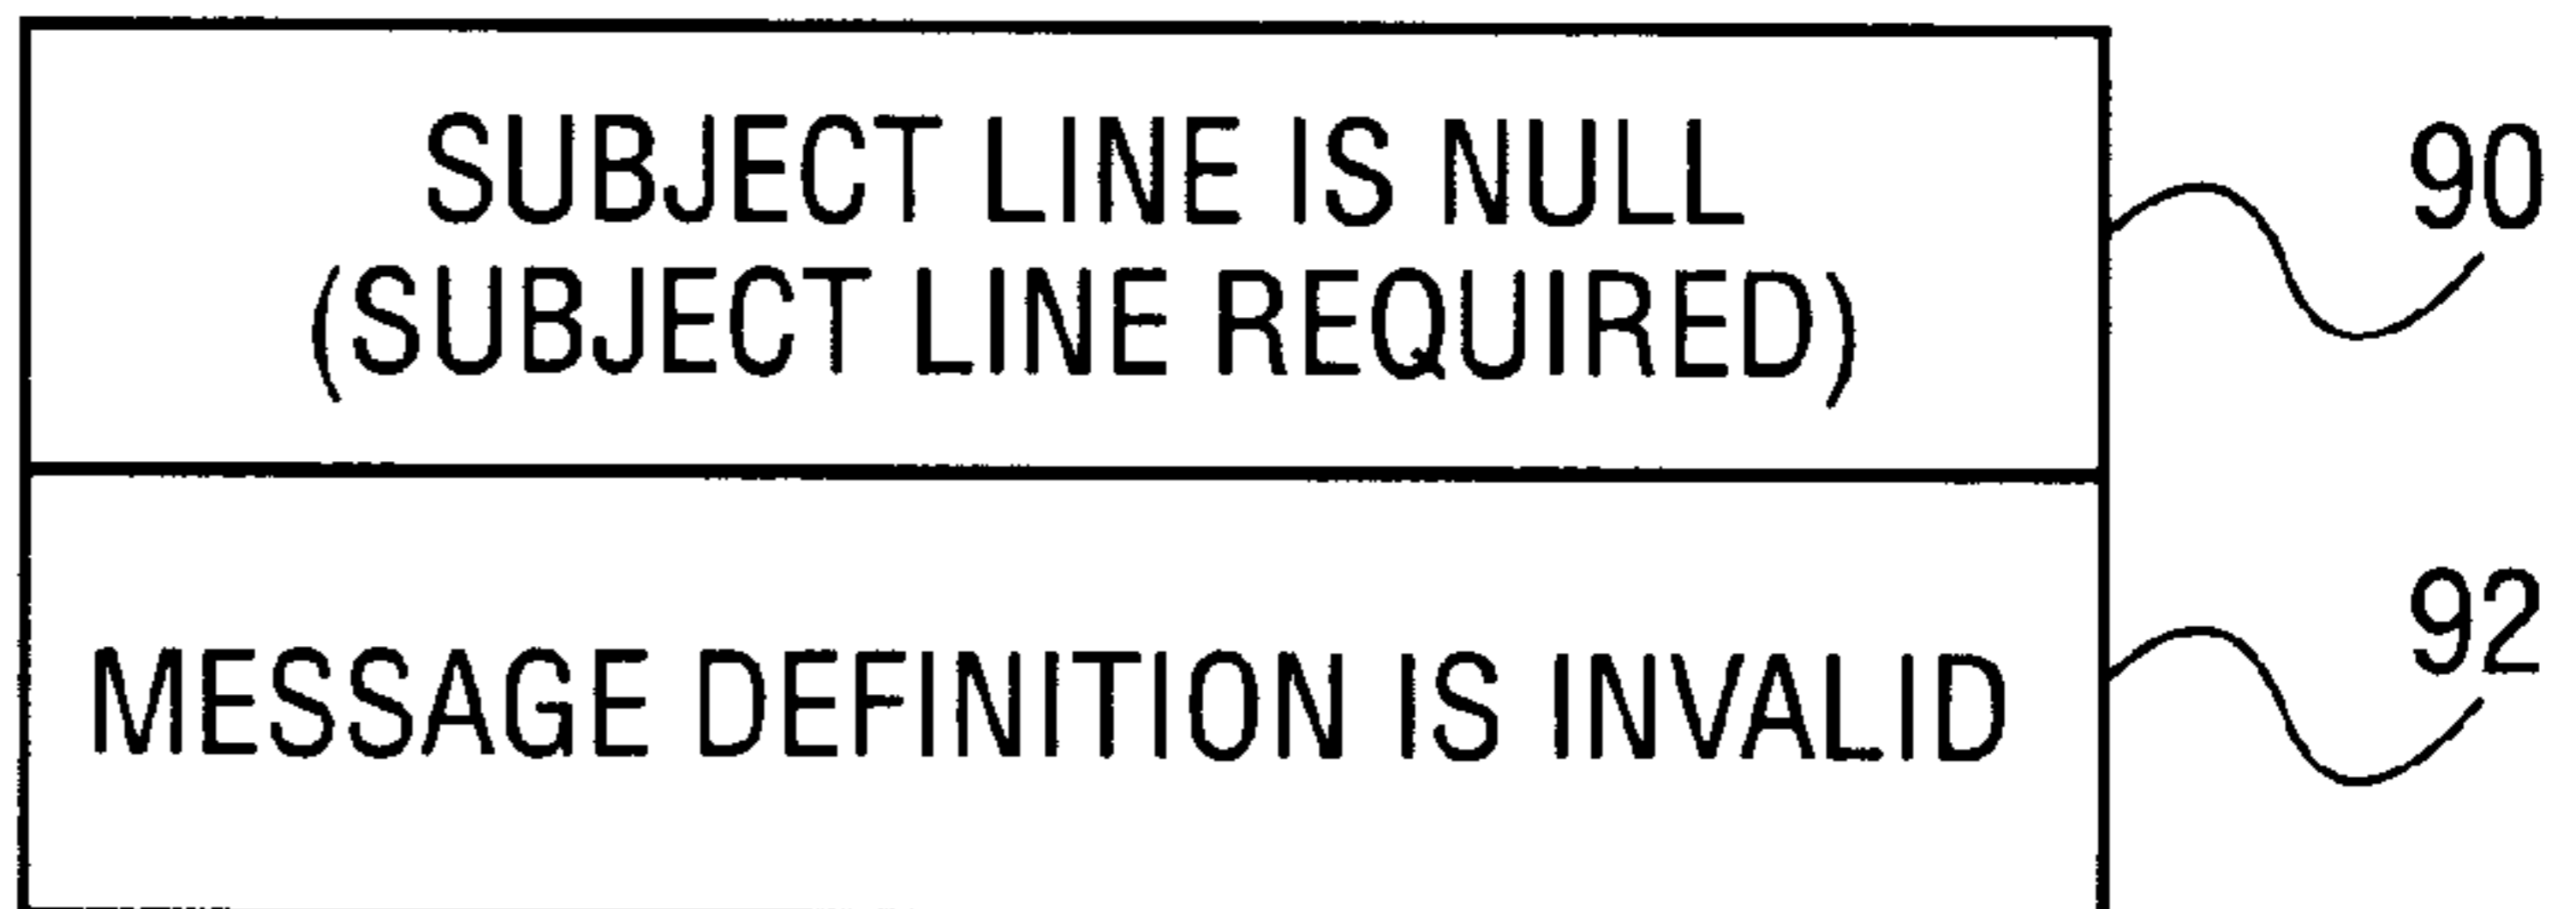 SUBJECT LINE IS NULL
(SUBJECT LINE REQUIRED)
90
MESSAGE DEFINITION IS INVALID
92